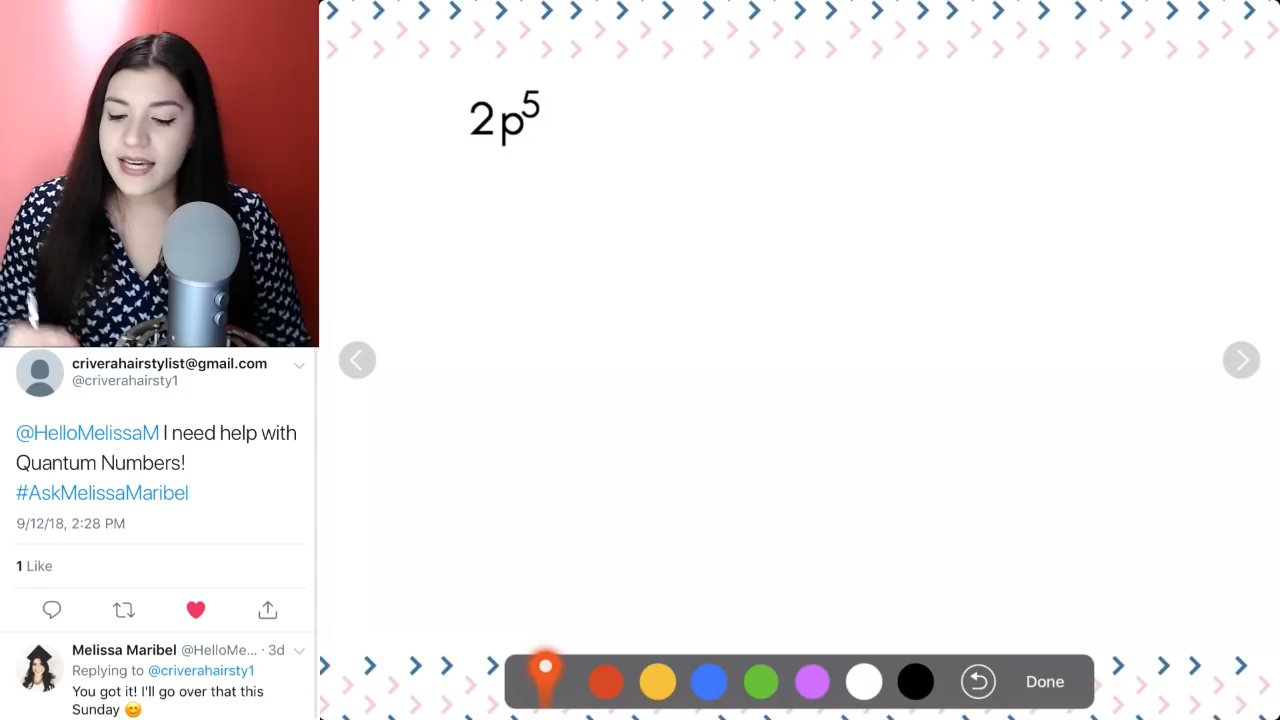 2p⁵
criverahairstylist@gmail.com
@criverahairsty1
@HelloMelissaM I need help with
Quantum Numbers!
#AskMelissaMaribel
9/12/18, 2:28 PM
1 Like
Melissa Maribel @HelloMe... · 3d
Replying to @criverahairsty1
You got it! I'll go over that this
Sunday 😊
Done